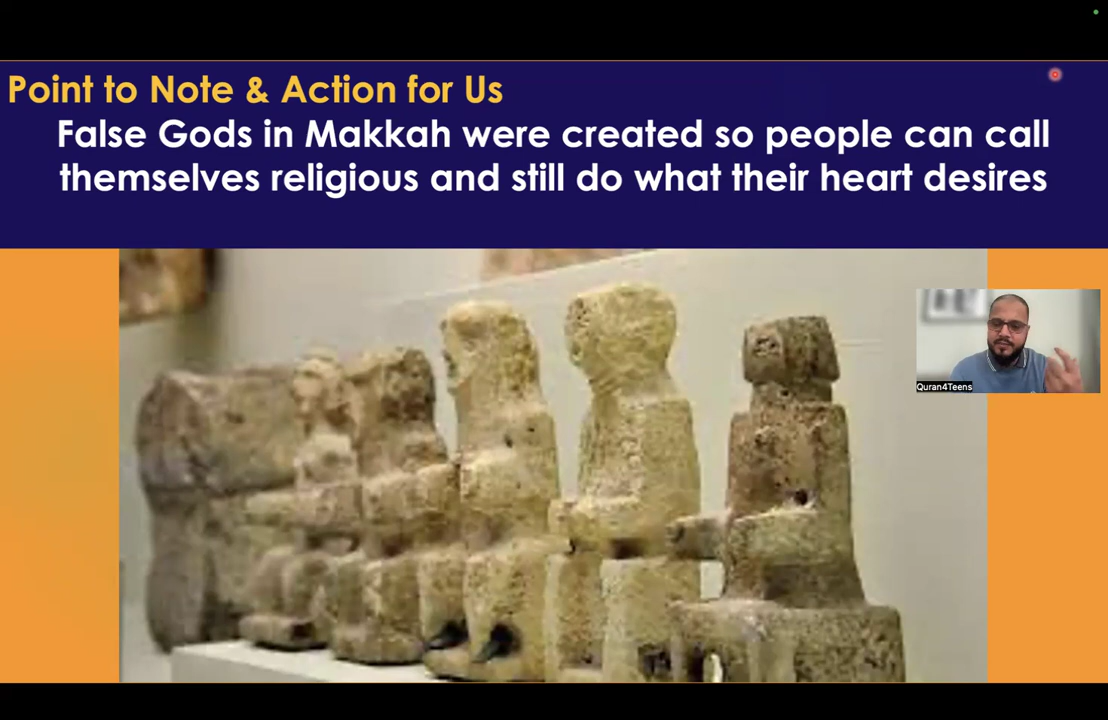 Point to Note & Action for Us
False Gods in Makkah were created so people can call
themselves religious and still do what their heart desires
Quran4Teens